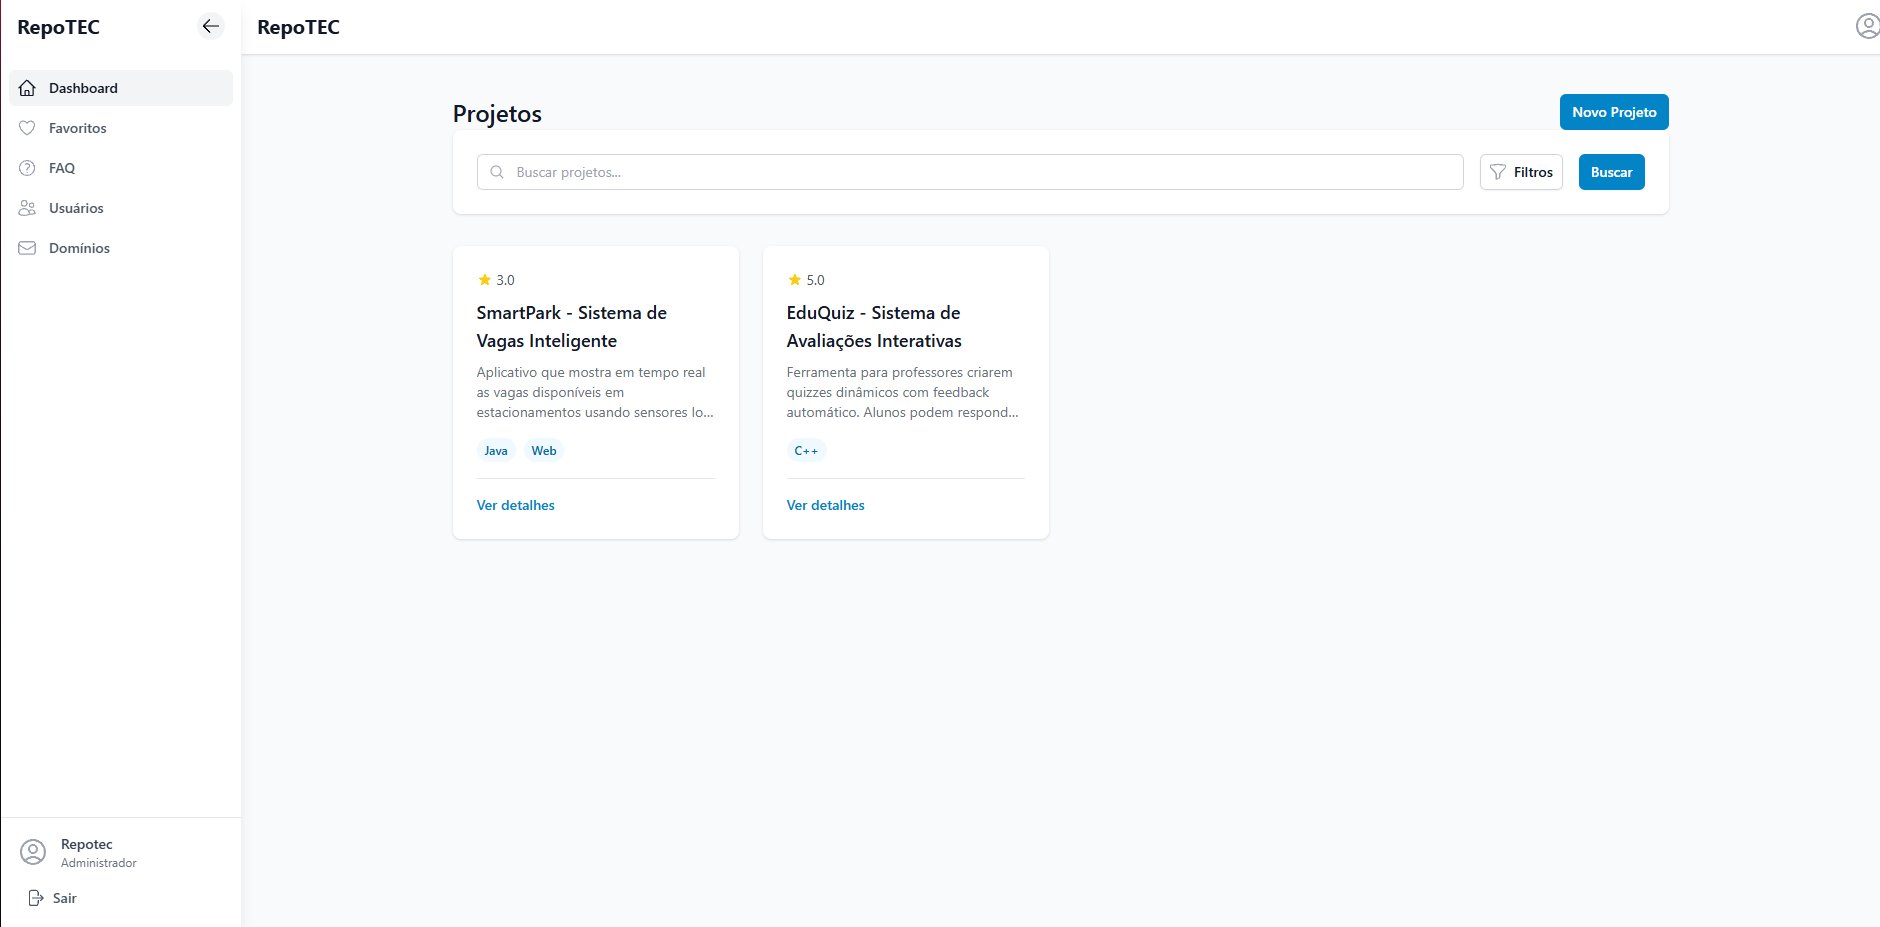 RepoTEC
RepoTEC
Dashboard
Favoritos
FAQ
Usuários
Domínios
Projetos
Novo Projeto
Buscar projetos...
Filtros
Buscar
3.0
SmartPark - Sistema de
Vagas Inteligente
Aplicativo que mostra em tempo real
as vagas disponíveis em
estacionamentos usando sensores lo...
Java
Web
Ver detalhes
5.0
EduQuiz - Sistema de
Avaliações Interativas
Ferramenta para professores criarem
quizzes dinâmicos com feedback
automático. Alunos podem respond...
C++
Ver detalhes
Repotec
Administrador
Sair